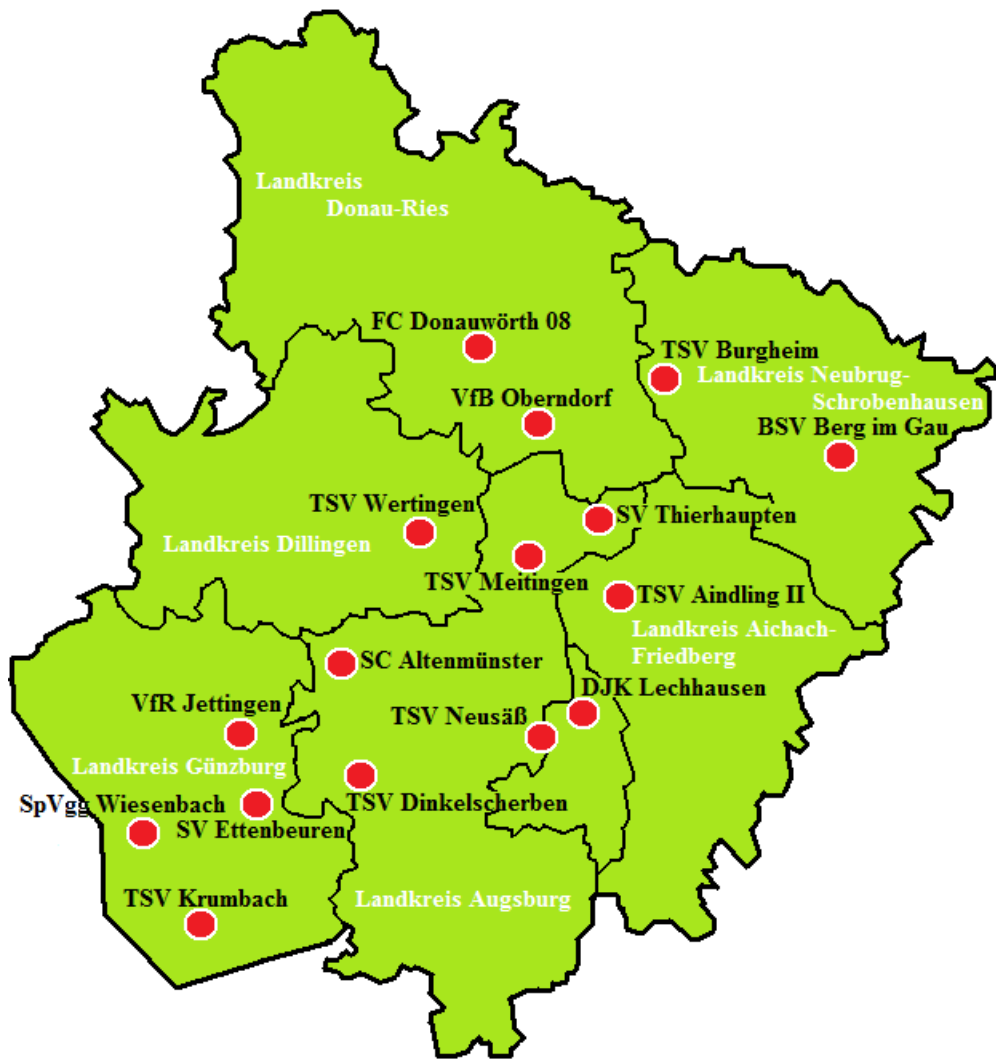 Landkreis
Donau-Ries
FC Donauwörth 08
TSV Burgheim
Landkreis Neubrug-
Schrobenhausen
VfB Oberndorf
BSV Berg im Gau
TSV Wertingen
SV Thierhaupten
Landkreis Dillingen
TSV Meitingen
TSV Aindling II
Landkreis Aichach-
Friedberg
SC Altenmünster
DJK Lechhausen
VfR Jettingen
TSV Neusäß
Landkreis Günzburg
SpVgg Wiesenbach
TSV Dinkelscherben
SV Ettenbeuren
TSV Krumbach
Landkreis Augsburg